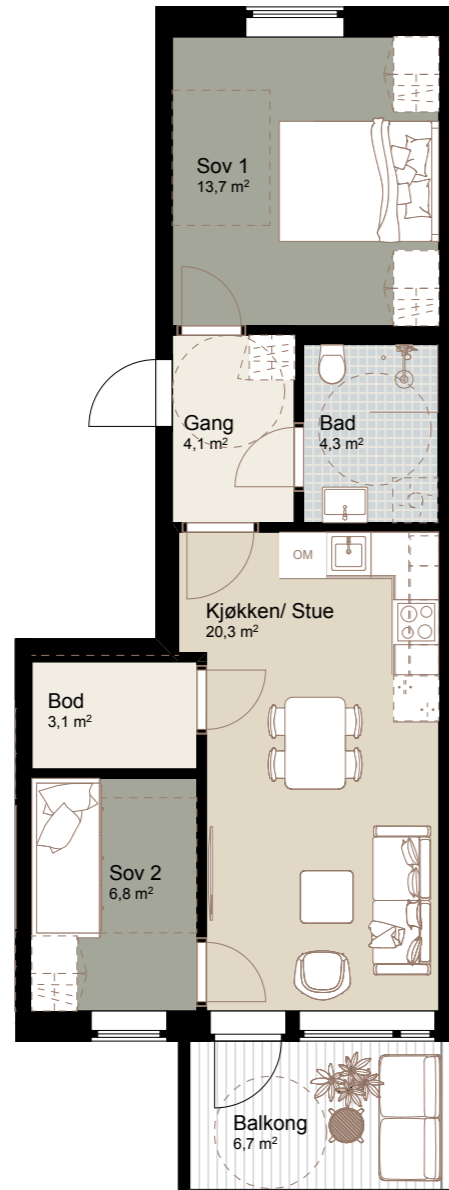 Sov 1
13,7 m²
Gang
4,1 m²
Bad
4,3 m²
OM
Kjøkken/ Stue
20,3 m²
Bod
3,1 m²
Sov 2
6,8 m²
Balkong
6,7 m²